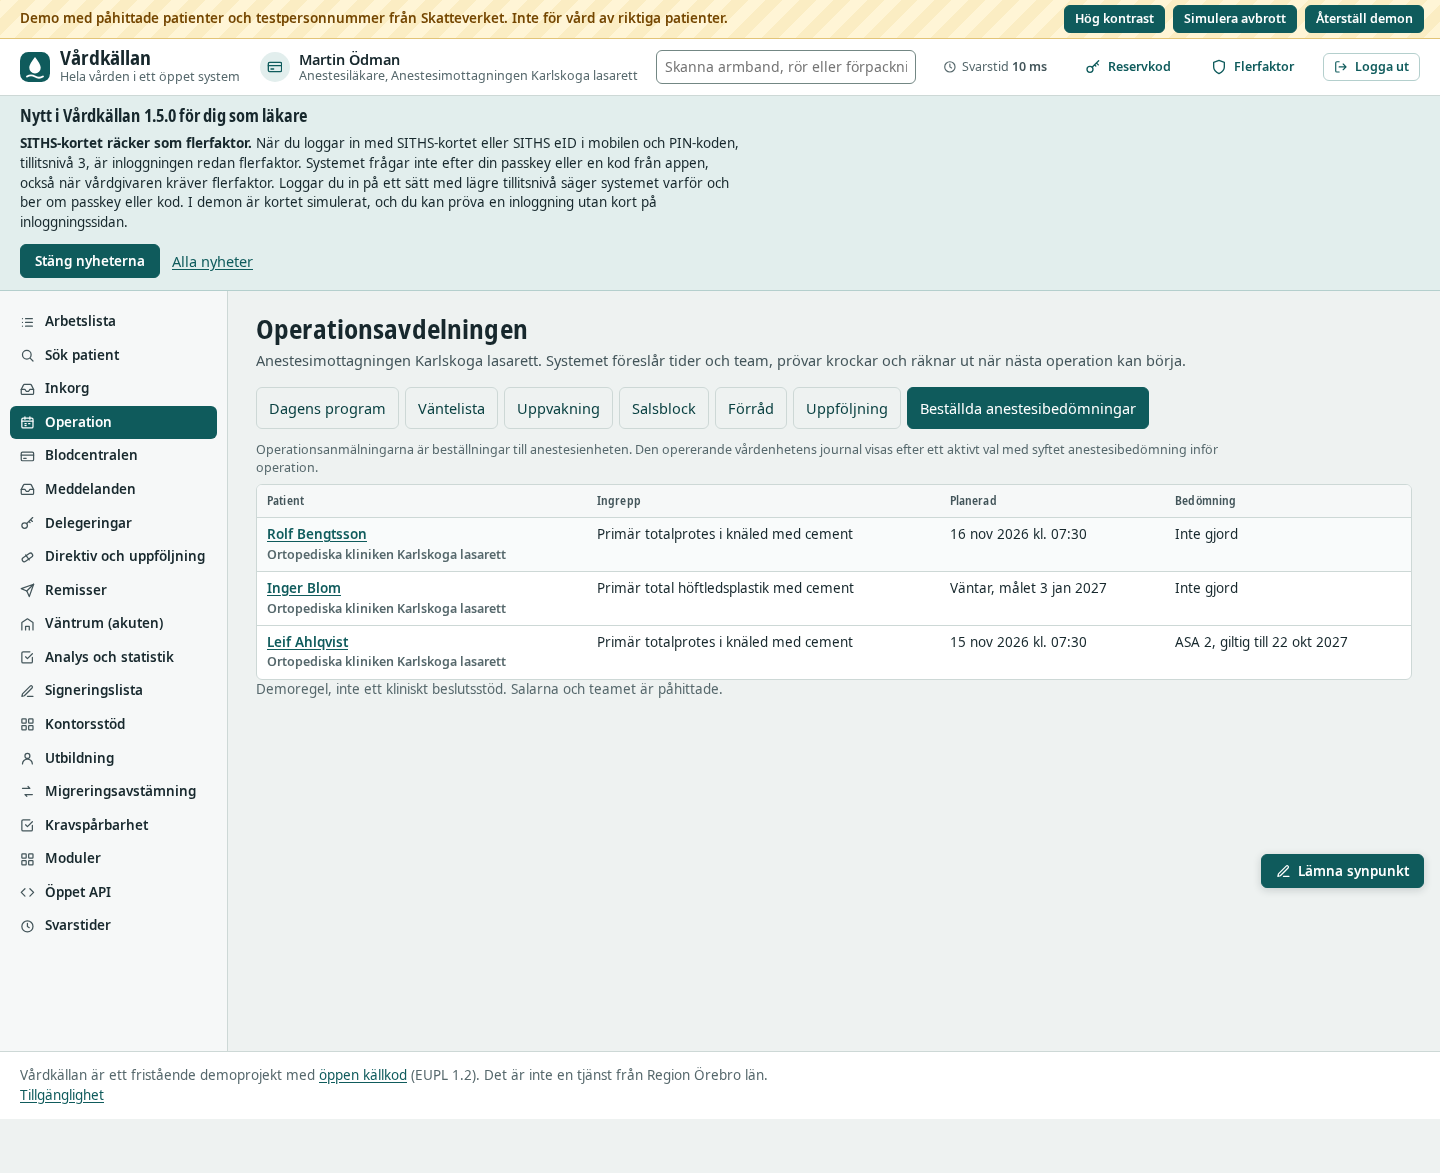 Demo med påhittade patienter och testpersonnummer från Skatteverket. Inte för vård av riktiga patienter.
Hög kontrast
Simulera avbrott
Återställ demon
Vårdkällan
Hela vården i ett öppet system
Martin Ödman
Anestesiläkare, Anestesimottagningen Karlskoga lasarett
Skanna armband, rör eller förpackni
Svarstid 10 ms
Reservkod
Flerfaktor
Logga ut
Nytt i Vårdkällan 1.5.0 för dig som läkare
SITHS-kortet räcker som flerfaktor. När du loggar in med SITHS-kortet eller SITHS eID i mobilen och PIN-koden,
tillitsnivå 3, är inloggningen redan flerfaktor. Systemet frågar inte efter din passkey eller en kod från appen,
också när vårdgivaren kräver flerfaktor. Loggar du in på ett sätt med lägre tillitsnivå säger systemet varför och
ber om passkey eller kod. I demon är kortet simulerat, och du kan pröva en inloggning utan kort på
inloggningssidan.
Stäng nyheterna
Alla nyheter
Arbetslista
Sök patient
Inkorg
Operation
Blodcentralen
Meddelanden
Delegeringar
Direktiv och uppföljning
Remisser
Väntrum (akuten)
Analys och statistik
Signeringslista
Kontorsstöd
Utbildning
Migreringsavstämning
Kravspårbarhet
Moduler
Öppet API
Svarstider
Operationsavdelningen
Anestesimottagningen Karlskoga lasarett. Systemet föreslår tider och team, prövar krockar och räknar ut när nästa operation kan börja.
Dagens program
Väntelista
Uppvakning
Salsblock
Förråd
Uppföljning
Beställda anestesibedömningar
Operationsanmälningarna är beställningar till anestesienheten. Den opererande vårdenhetens journal visas efter ett aktivt val med syftet anestesibedömning inför
operation.
Patient Ingrepp Planerad Bedömning
Rolf Bengtsson Primär totalprotes i knäled med cement 16 nov 2026 kl. 07:30 Inte gjord
Ortopediska kliniken Karlskoga lasarett
Inger Blom Primär total höftledsplastik med cement Väntar, målet 3 jan 2027 Inte gjord
Ortopediska kliniken Karlskoga lasarett
Leif Ahlqvist Primär totalprotes i knäled med cement 15 nov 2026 kl. 07:30 ASA 2, giltig till 22 okt 2027
Ortopediska kliniken Karlskoga lasarett
Demoregel, inte ett kliniskt beslutsstöd. Salarna och teamet är påhittade.
Lämna synpunkt
Vårdkällan är ett fristående demoprojekt med öppen källkod (EUPL 1.2). Det är inte en tjänst från Region Örebro län.
Tillgänglighet